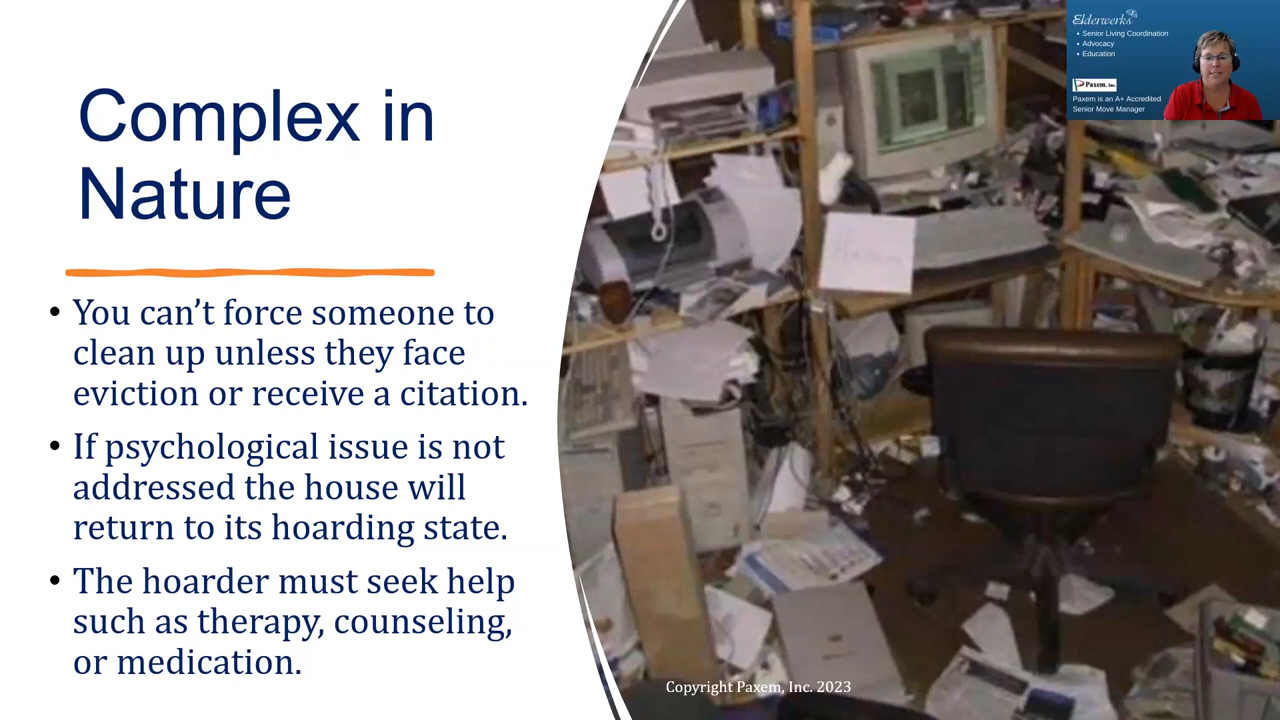 Complex in
Nature
• You can’t force someone to
clean up unless they face
eviction or receive a citation.
• If psychological issue is not
addressed the house will
return to its hoarding state.
• The hoarder must seek help
such as therapy, counseling,
or medication.
Copyright Paxem, Inc. 2023
Elderwerks
• Senior Living Coordination
• Advocacy
• Education
Paxem, Inc.
Paxem is an A+ Accredited
Senior Move Manager